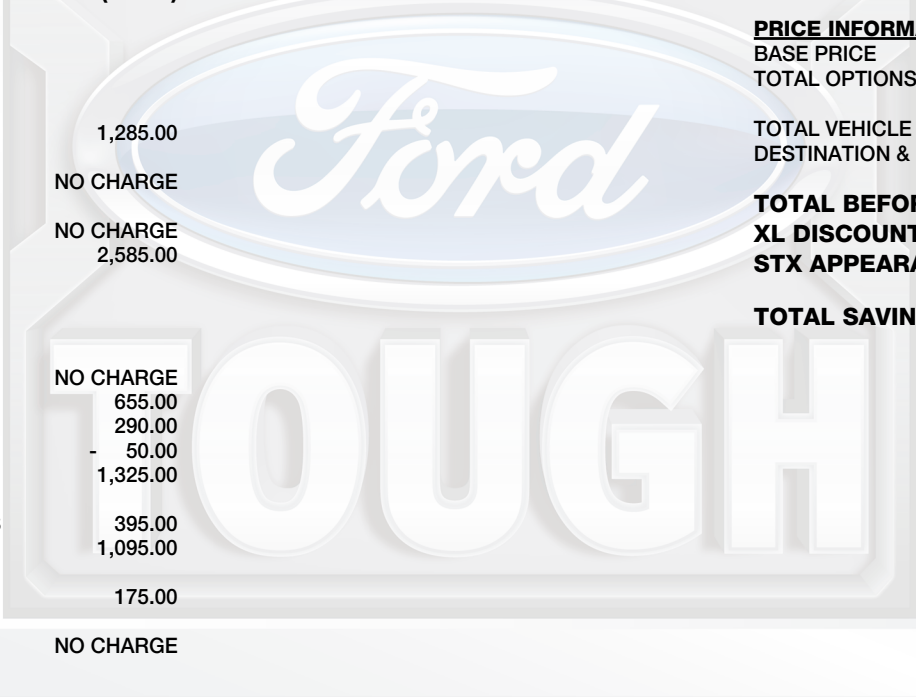 1,285.00
NO CHARGE
NO CHARGE
2,585.00
NO CHARGE
655.00
290.00
- 50.00
1,325.00
395.00
1,095.00
175.00
NO CHARGE
PRICE INFORMA
BASE PRICE
TOTAL OPTIONS
TOTAL VEHICLE
DESTINATION &
TOTAL BEFOR
XL DISCOUNT
STX APPEARA
TOTAL SAVIN
Ford
TOUGH